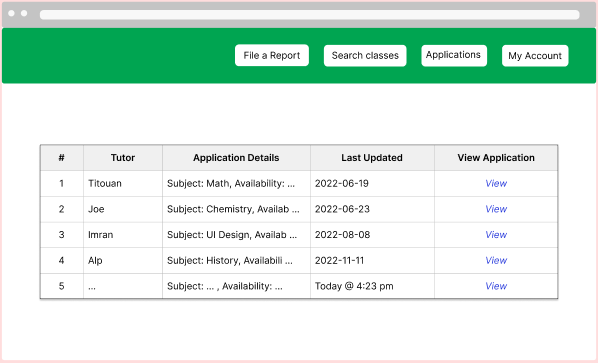 File a Report Search classes Applications My Account
# Tutor Application Details Last Updated View Application
1 Titouan Subject: Math, Availability: ... 2022-06-19 View
2 Joe Subject: Chemistry, Availab ... 2022-06-23 View
3 Imran Subject: UI Design, Availab ... 2022-08-08 View
4 Alp Subject: History, Availabili ... 2022-11-11 View
5 ... Subject: ... , Availability: ... Today @ 4:23 pm View